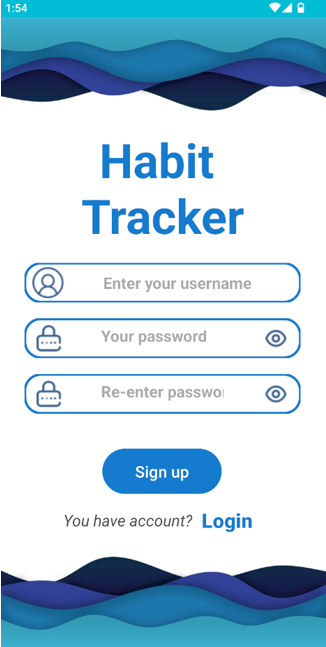 1:54
Habit
Tracker
Enter your username
Your password
Re-enter passwo
Sign up
You have account? Login